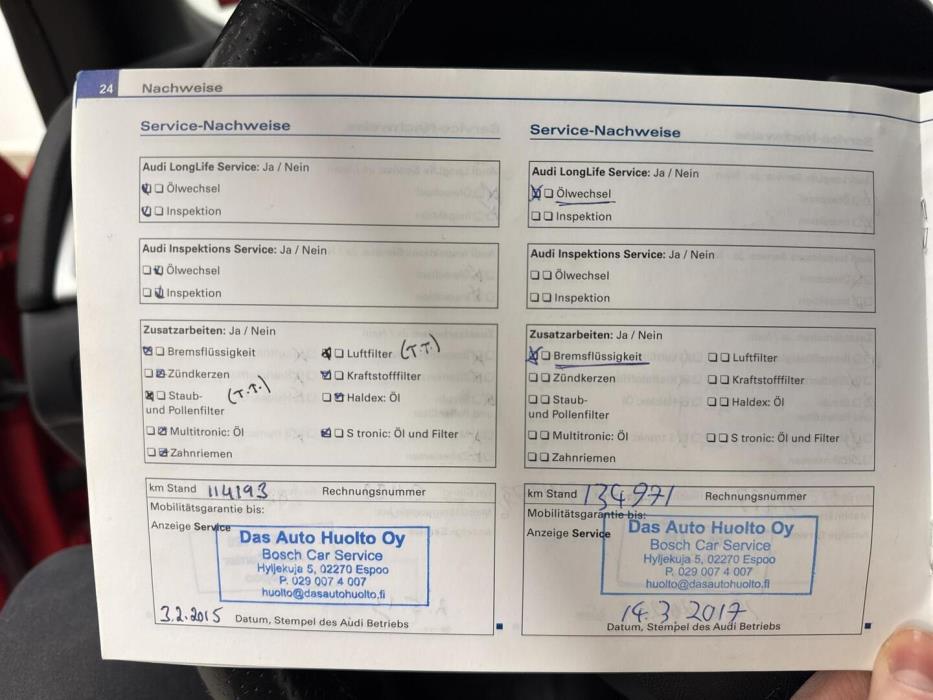 24 Nachweise
Service-Nachweise
Audi LongLife Service: Ja / Nein
Ölwechsel
Inspektion
Audi Inspektions Service: Ja / Nein
Ölwechsel
Inspektion
Zusatzarbeiten: Ja / Nein
Bremsflüssigkeit Luftfilter (T.T.)
Zündkerzen Kraftstofffilter
Staub- (T.T.) Haldex: Öl
und Pollenfilter
Multitronic: Öl S tronic: Öl und Filter
Zahnriemen
km Stand 114193 Rechnungsnummer
Mobilitätsgarantie bis:
Anzeige Service
Das Auto Huolto Oy
Bosch Car Service
Hyljekuja 5, 02270 Espoo
P. 029 007 4 007
huolto@dasautohuolto.fi
3.2.2015 Datum, Stempel des Audi Betriebs
Service-Nachweise
Audi LongLife Service: Ja / Nein
Ölwechsel
Inspektion
Audi Inspektions Service: Ja / Nein
Ölwechsel
Inspektion
Zusatzarbeiten: Ja / Nein
Bremsflüssigkeit Luftfilter
Zündkerzen Kraftstofffilter
Staub- Haldex: Öl
und Pollenfilter
Multitronic: Öl S tronic: Öl und Filter
Zahnriemen
km Stand 134971 Rechnungsnummer
Mobilitätsgarantie bis:
Anzeige Service
Das Auto Huolto Oy
Bosch Car Service
Hyljekuja 5, 02270 Espoo
P. 029 007 4 007
huolto@dasautohuolto.fi
14.3.2017
Datum, Stempel des Audi Betriebs